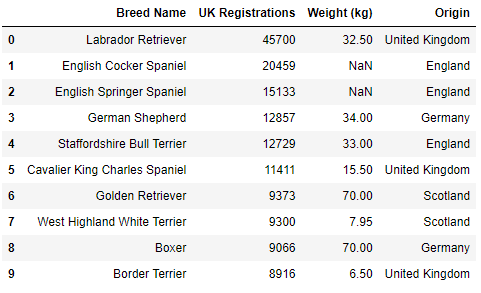 Breed Name UK Registrations Weight (kg) Origin
0 Labrador Retriever 45700 32.50 United Kingdom
1 English Cocker Spaniel 20459 NaN England
2 English Springer Spaniel 15133 NaN England
3 German Shepherd 12857 34.00 Germany
4 Staffordshire Bull Terrier 12729 33.00 England
5 Cavalier King Charles Spaniel 11411 15.50 United Kingdom
6 Golden Retriever 9373 70.00 Scotland
7 West Highland White Terrier 9300 7.95 Scotland
8 Boxer 9066 70.00 Germany
9 Border Terrier 8916 6.50 United Kingdom